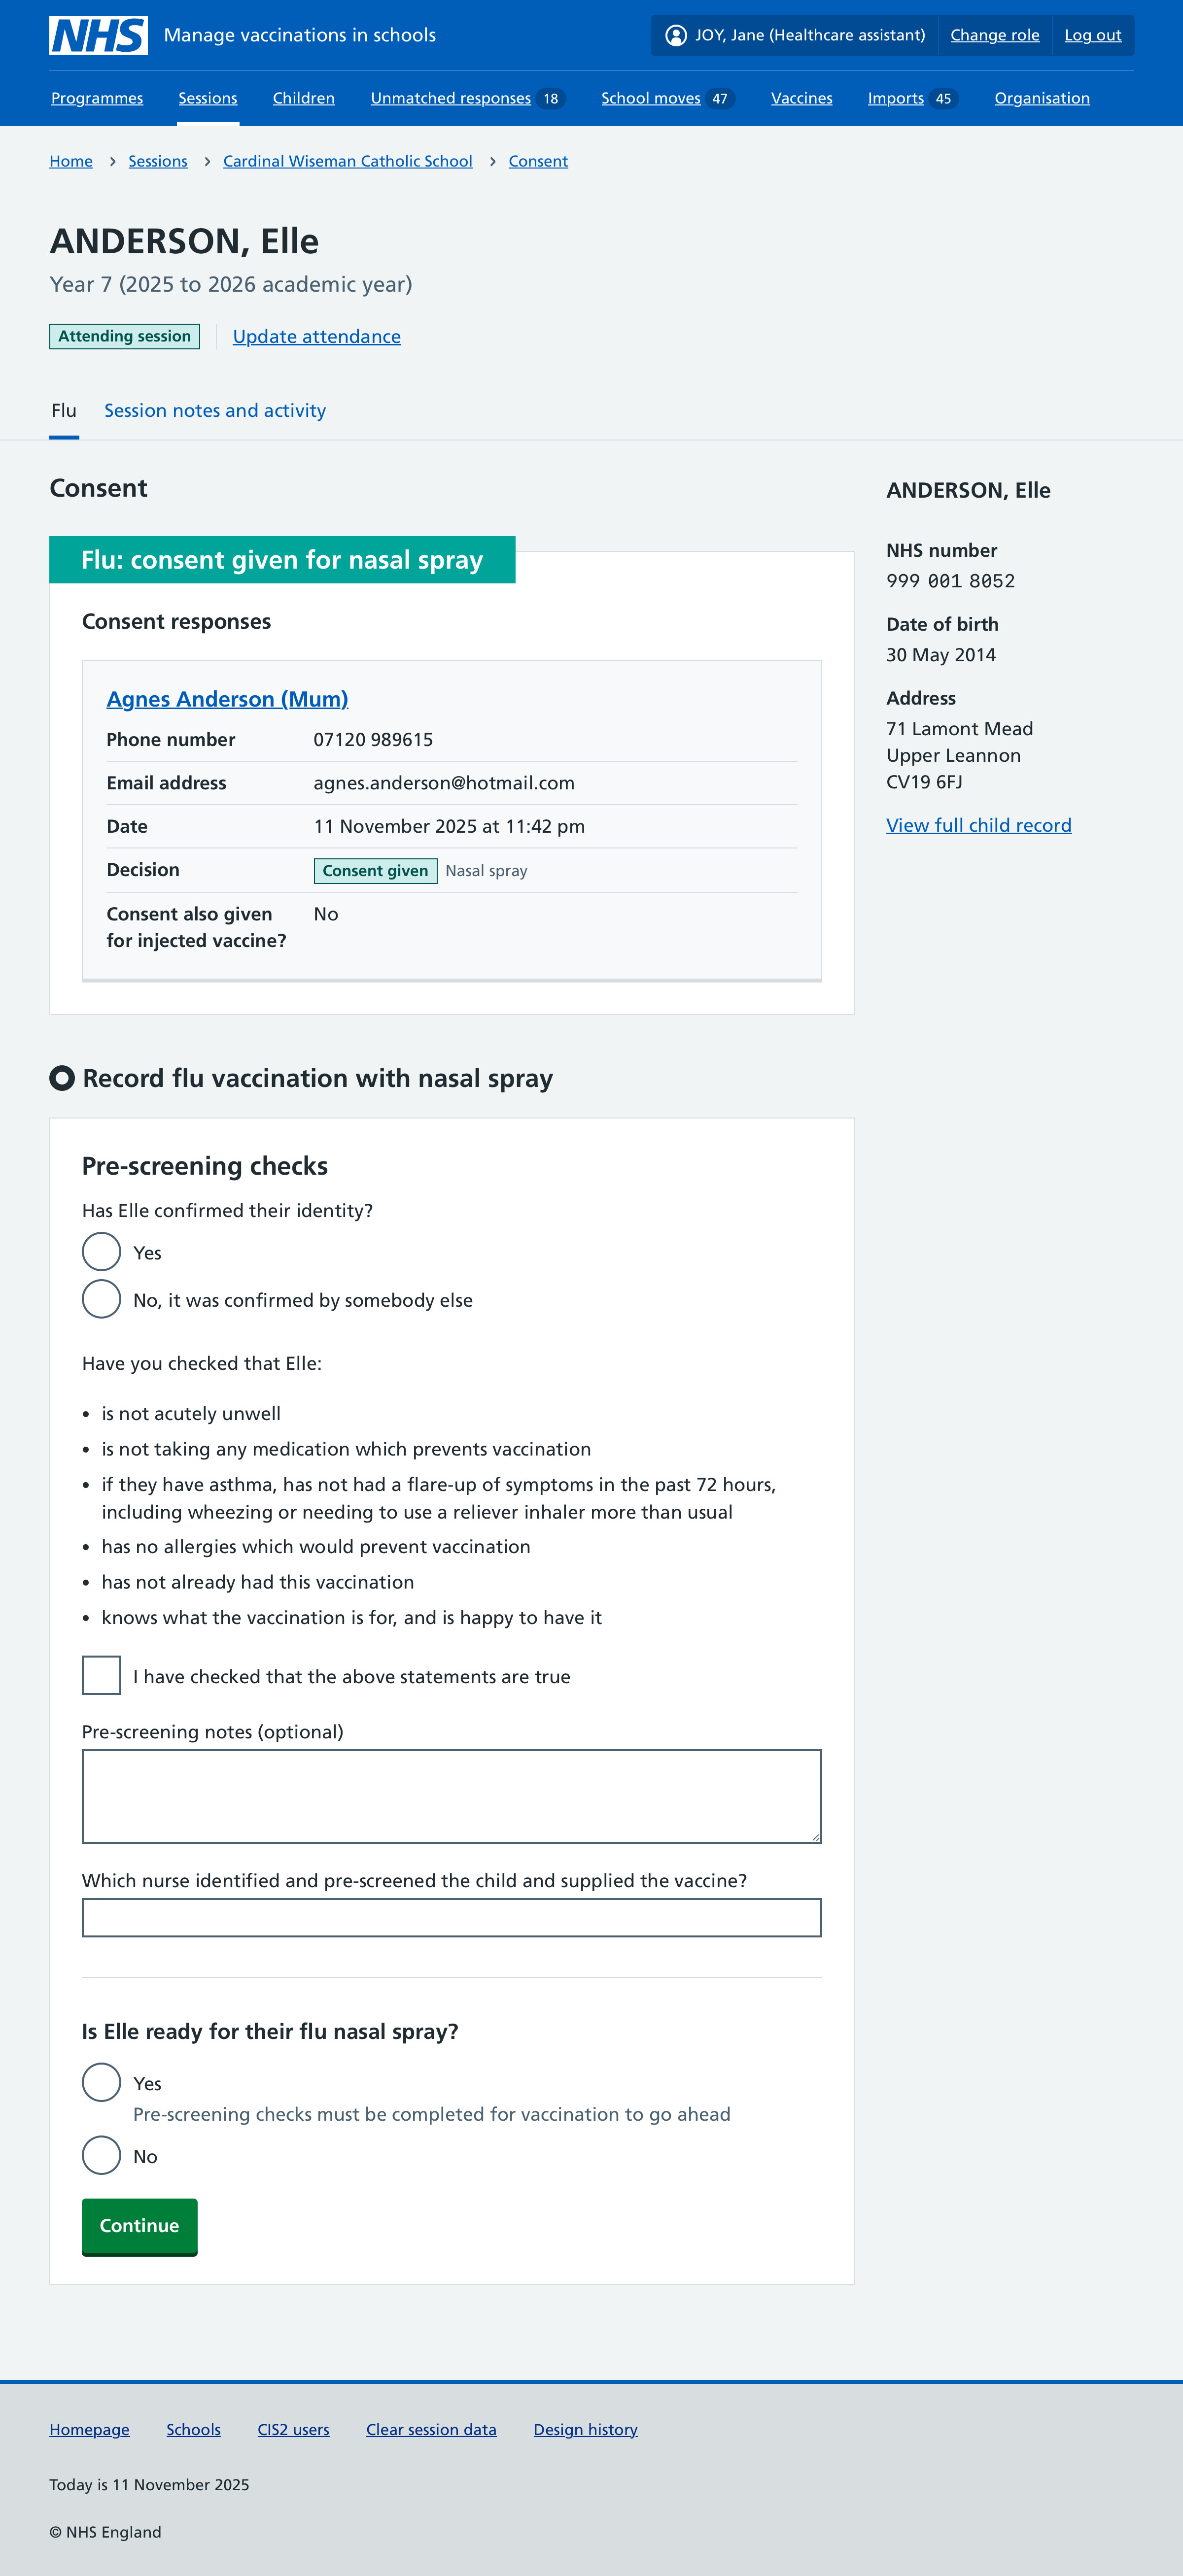 NHS Manage vaccinations in schools JOY, Jane (Healthcare assistant) Change role Log out
Programmes Sessions Children Unmatched responses 18 School moves 47 Vaccines Imports 45 Organisation
Home Sessions Cardinal Wiseman Catholic School Consent
ANDERSON, Elle
Year 7 (2025 to 2026 academic year)
Attending session Update attendance
Flu Session notes and activity
Consent
Flu: consent given for nasal spray
Consent responses
Agnes Anderson (Mum)
Phone number 07120 989615
Email address agnes.anderson@hotmail.com
Date 11 November 2025 at 11:42 pm
Decision Consent given Nasal spray
Consent also given No
for injected vaccine?
ANDERSON, Elle
NHS number
999 001 8052
Date of birth
30 May 2014
Address
71 Lamont Mead
Upper Leannon
CV19 6FJ
View full child record
Record flu vaccination with nasal spray
Pre-screening checks
Has Elle confirmed their identity?
Yes
No, it was confirmed by somebody else
Have you checked that Elle:
• is not acutely unwell
• is not taking any medication which prevents vaccination
• if they have asthma, has not had a flare-up of symptoms in the past 72 hours,
including wheezing or needing to use a reliever inhaler more than usual
• has no allergies which would prevent vaccination
• has not already had this vaccination
• knows what the vaccination is for, and is happy to have it
I have checked that the above statements are true
Pre-screening notes (optional)
Which nurse identified and pre-screened the child and supplied the vaccine?
Is Elle ready for their flu nasal spray?
Yes
Pre-screening checks must be completed for vaccination to go ahead
No
Continue
Homepage Schools CIS2 users Clear session data Design history
Today is 11 November 2025
© NHS England